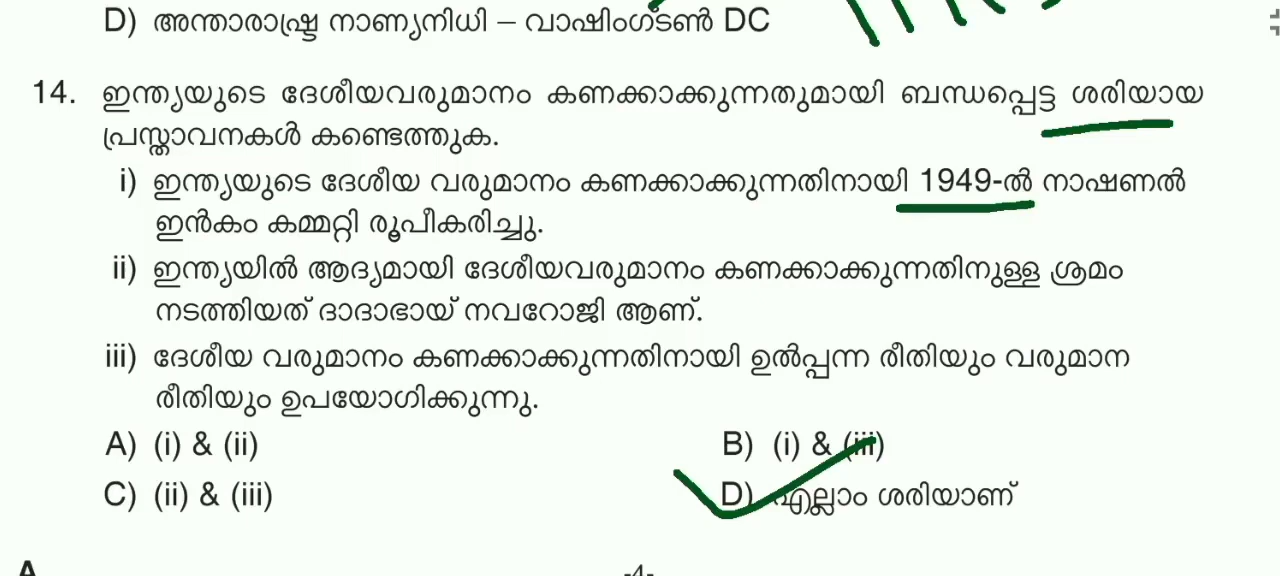 D) അന്താരാഷ്ട്ര നാണ്യനിധി – വാഷിംഗ്ടൺ DC
14. ഇന്ത്യയുടെ ദേശീയവരുമാനം കണക്കാക്കുന്നതുമായി ബന്ധപ്പെട്ട ശരിയായ
പ്രസ്താവനകൾ കണ്ടെത്തുക.
i) ഇന്ത്യയുടെ ദേശീയ വരുമാനം കണക്കാക്കുന്നതിനായി 1949-ൽ നാഷണൽ
ഇൻകം കമ്മറ്റി രൂപീകരിച്ചു.
ii) ഇന്ത്യയിൽ ആദ്യമായി ദേശീയവരുമാനം കണക്കാക്കുന്നതിനുള്ള ശ്രമം
നടത്തിയത് ദാദാഭായ് നവറോജി ആണ്.
iii) ദേശീയ വരുമാനം കണക്കാക്കുന്നതിനായി ഉൽപ്പന്ന രീതിയും വരുമാന
രീതിയും ഉപയോഗിക്കുന്നു.
A) (i) & (ii) B) (i) & (iii)
C) (ii) & (iii) D) എല്ലാം ശരിയാണ്
A -4-